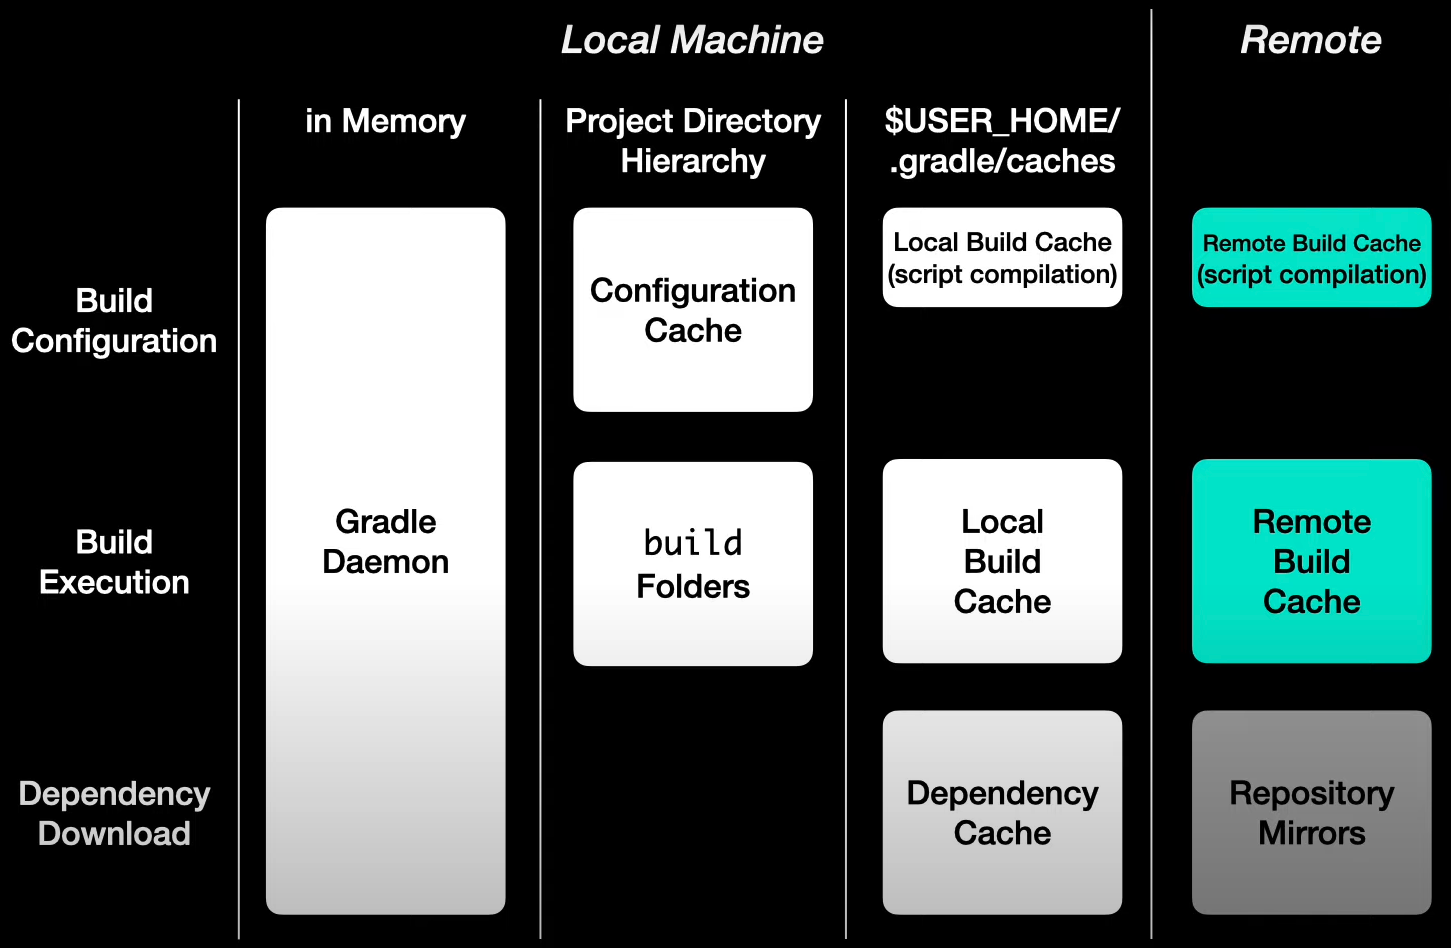 Local Machine
Remote
in Memory
Project Directory
Hierarchy
$USER_HOME/
.gradle/caches
Build
Configuration
Configuration
Cache
Local Build Cache
(script compilation)
Remote Build Cache
(script compilation)
Build
Execution
Gradle
Daemon
build
Folders
Local
Build
Cache
Remote
Build
Cache
Dependency
Download
Dependency
Cache
Repository
Mirrors